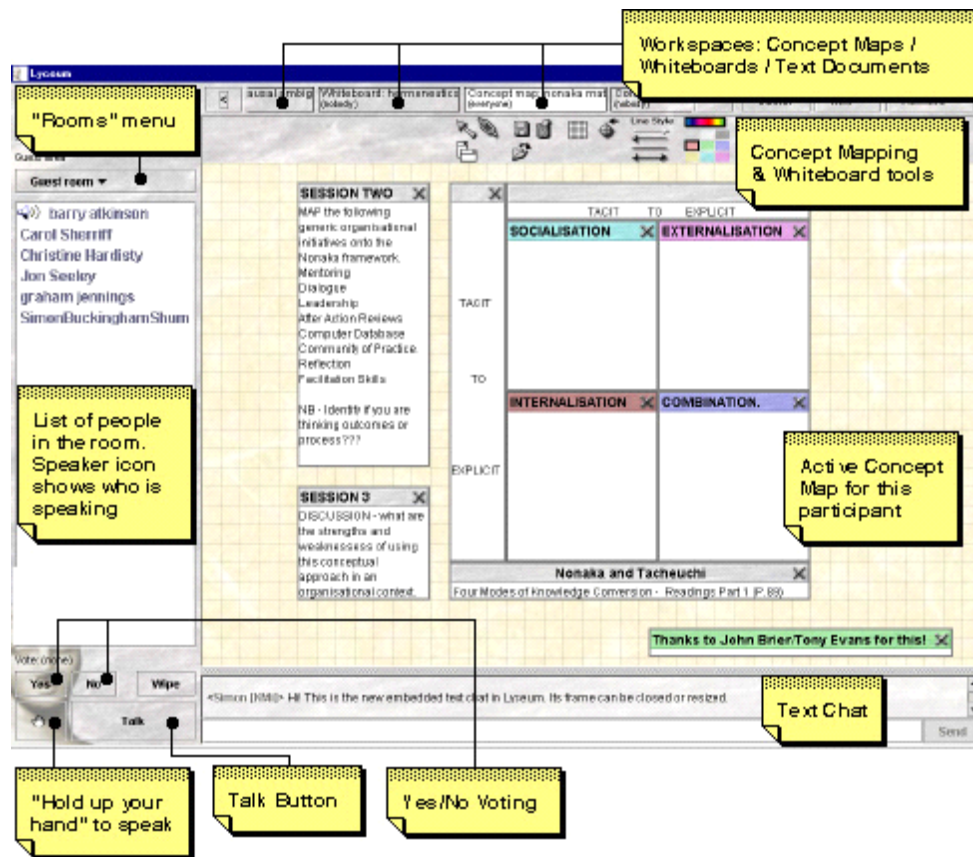 Workspaces: Concept Maps /
Whiteboards / Text Documents
Lyceum
"Rooms" menu
<
ausal ambig
Whiteboard: hermeneutics
(nobody)
Concept map: nonaka mat
(everyone)
(nobody)
Line Style
Concept Mapping
& Whiteboard tools
Guest room
barry atkinson
Carol Sherriff
Christine Hardisty
Jon Seeley
graham jennings
SimonBuckinghamShum
List of people
in the room.
Speaker icon
shows who is
speaking
SESSION TWO
MAP the following
generic organisational
initiatives onto the
Nonaka framework.
Mentoring
Dialogue
Leadership
After Action Reviews
Computer Database
Community of Practice.
Reflection
Facilitation Skills
NB - Identify if you are
thinking outcomes or
process???
SESSION 3
DISCUSSION - what are
the strengths and
weaknessess of using
this conceptual
approach in an
organisational context.
TACIT TO EXPLICIT
SOCIALISATION
EXTERNALISATION
TACIT
TO
EXPLICIT
INTERNALISATION
COMBINATION.
Nonaka and Tacheuchi
Four Modes of Knowledge Conversion - Readings Part 1 (P.89)
Active Concept
Map for this
participant
Thanks to John Brier/Tony Evans for this!
Vote: (none)
Yes
No
Wipe
Talk
<Simon [KMi]> Hi! This is the new embedded text chat in Lyceum. Its frame can be closed or resized.
Text Chat
Send
"Hold up your
hand" to speak
Talk Button
Yes/No Voting